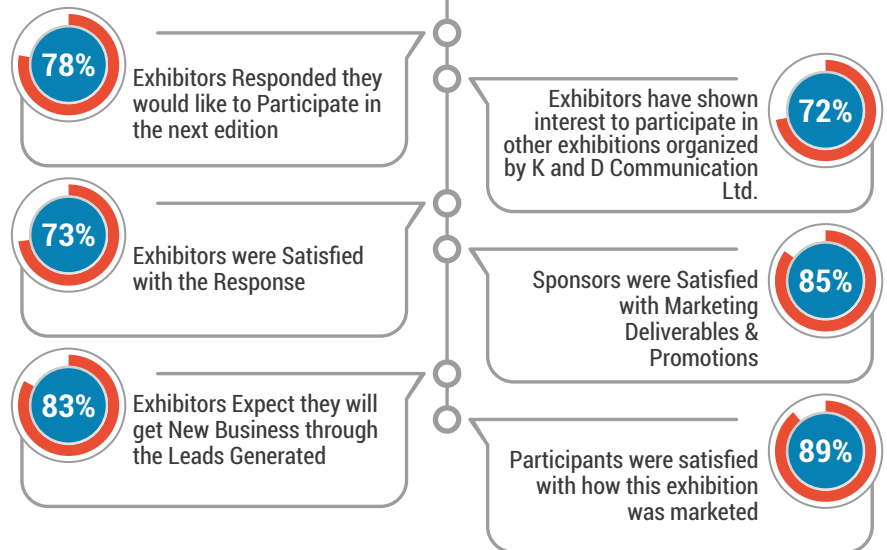 78%
Exhibitors Responded they
would like to Participate in
the next edition
72%
Exhibitors have shown
interest to participate in
other exhibitions organized
by K and D Communication
Ltd.
73%
Exhibitors were Satisfied
with the Response
85%
Sponsors were Satisfied
with Marketing
Deliverables &
Promotions
83%
Exhibitors Expect they will
get New Business through
the Leads Generated
89%
Participants were satisfied
with how this exhibition
was marketed